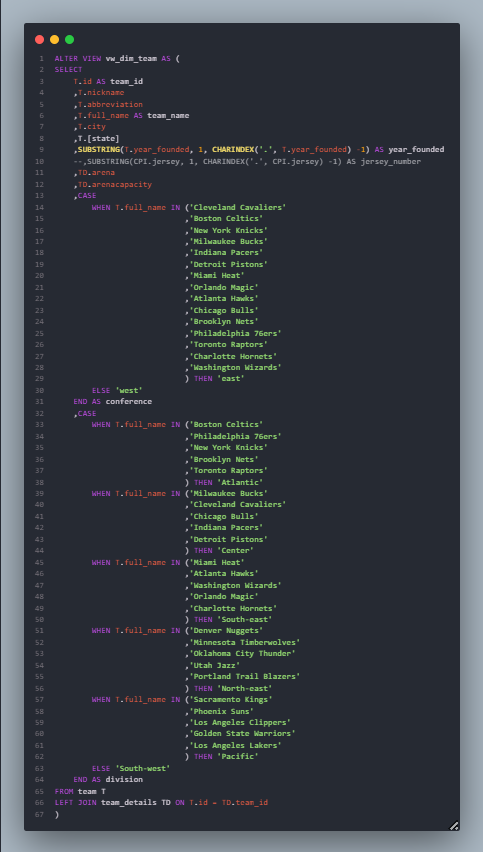 1 ALTER VIEW vw_dim_team AS (
2 SELECT
3 T.id AS team_id
4 ,T.nickname
5 ,T.abbreviation
6 ,T.full_name AS team_name
7 ,T.city
8 ,T.[state]
9 ,SUBSTRING(T.year_founded, 1, CHARINDEX('.', T.year_founded) -1) AS year_founded
10 --,SUBSTRING(CPI.jersey, 1, CHARINDEX('.', CPI.jersey) -1) AS jersey_number
11 ,TD.arena
12 ,TD.arenacapacity
13 ,CASE
14 WHEN T.full_name IN ('Cleveland Cavaliers'
15 ,'Boston Celtics'
16 ,'New York Knicks'
17 ,'Milwaukee Bucks'
18 ,'Indiana Pacers'
19 ,'Detroit Pistons'
20 ,'Miami Heat'
21 ,'Orlando Magic'
22 ,'Atlanta Hawks'
23 ,'Chicago Bulls'
24 ,'Brooklyn Nets'
25 ,'Philadelphia 76ers'
26 ,'Toronto Raptors'
27 ,'Charlotte Hornets'
28 ,'Washington Wizards'
29 ) THEN 'east'
30 ELSE 'west'
31 END AS conference
32 ,CASE
33 WHEN T.full_name IN ('Boston Celtics'
34 ,'Philadelphia 76ers'
35 ,'New York Knicks'
36 ,'Brooklyn Nets'
37 ,'Toronto Raptors'
38 ) THEN 'Atlantic'
39 WHEN T.full_name IN ('Milwaukee Bucks'
40 ,'Cleveland Cavaliers'
41 ,'Chicago Bulls'
42 ,'Indiana Pacers'
43 ,'Detroit Pistons'
44 ) THEN 'Center'
45 WHEN T.full_name IN ('Miami Heat'
46 ,'Atlanta Hawks'
47 ,'Washington Wizards'
48 ,'Orlando Magic'
49 ,'Charlotte Hornets'
50 ) THEN 'South-east'
51 WHEN T.full_name IN ('Denver Nuggets'
52 ,'Minnesota Timberwolves'
53 ,'Oklahoma City Thunder'
54 ,'Utah Jazz'
55 ,'Portland Trail Blazers'
56 ) THEN 'North-east'
57 WHEN T.full_name IN ('Sacramento Kings'
58 ,'Phoenix Suns'
59 ,'Los Angeles Clippers'
60 ,'Golden State Warriors'
61 ,'Los Angeles Lakers'
62 ) THEN 'Pacific'
63 ELSE 'South-west'
64 END AS division
65 FROM team T
66 LEFT JOIN team_details TD ON T.id = TD.team_id
67 )